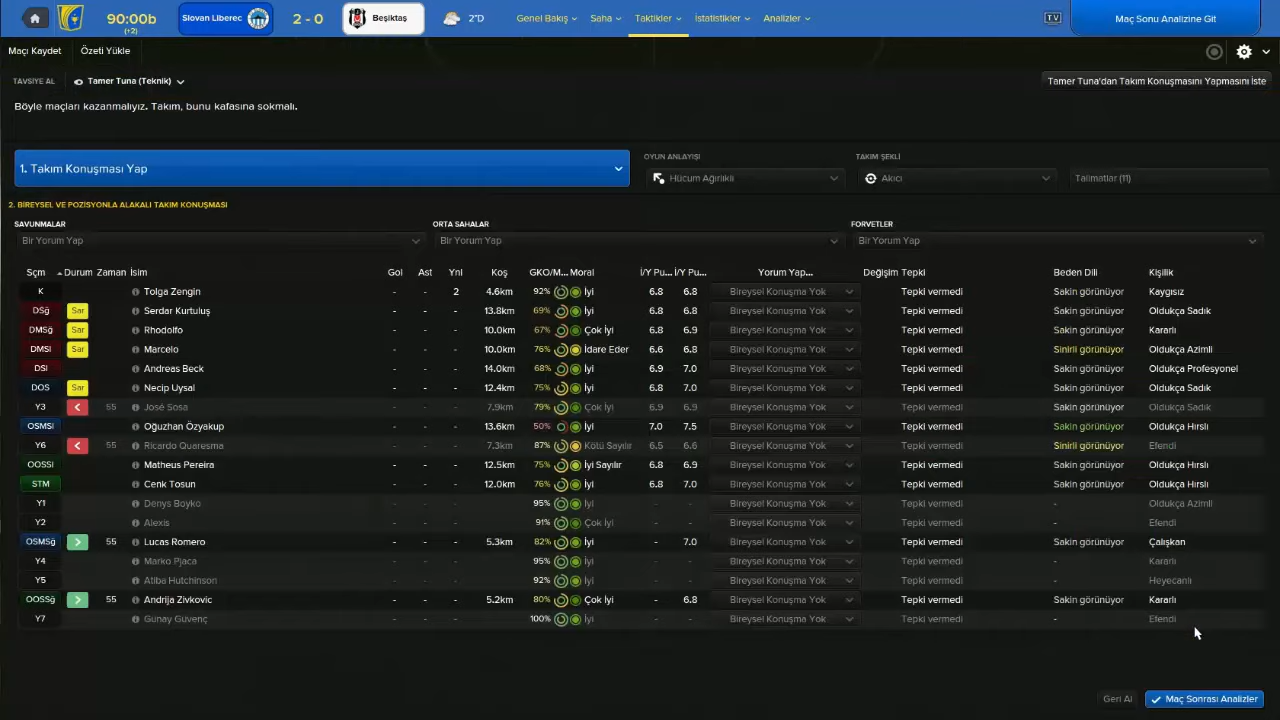 90:00b
(+2)
Slovan Liberec
2 - 0
Beşiktaş
2°D
Genel Bakış
Saha
Taktikler
İstatistikler
Analizler
TV
Maç Sonu Analizine Git
Maçı Kaydet
Özeti Yükle
TAVSİYE AL
Tamer Tuna (Teknik)
Tamer Tuna'dan Takım Konuşmasını Yapmasını İste
Böyle maçları kazanmalıyız. Takım, bunu kafasına sokmalı.
1. Takım Konuşması Yap
OYUN ANLAYIŞI
Hücum Ağırlıklı
TAKIM ŞEKLİ
Akıcı
Talimatlar (11)
2. BİREYSEL VE POZİSYONLA ALAKALI TAKIM KONUŞMASI
SAVUNMALAR
ORTA SAHALAR
FORVETLER
Bir Yorum Yap
Bir Yorum Yap
Bir Yorum Yap
Sçm Durum Zaman İsim Gol Ast Ynl Koş GKO/M... Moral İ/Y Pu... İ/Y Pu... Yorum Yap... Değişim Tepki Beden Dili Kişilik
K Tolga Zengin - - 2 4.6km 92% İyi 6.8 6.8 Bireysel Konuşma Yok Tepki vermedi Sakin görünüyor Kaygısız
DSğ Sar Serdar Kurtuluş - - - 13.8km 69% İyi 6.8 6.8 Bireysel Konuşma Yok Tepki vermedi Sakin görünüyor Oldukça Sadık
DMSğ Sar Rhodolfo - - - 10.0km 67% Çok İyi 6.8 6.9 Bireysel Konuşma Yok Tepki vermedi Sakin görünüyor Kararlı
DMSl Sar Marcelo - - - 10.0km 76% İdare Eder 6.6 6.8 Bireysel Konuşma Yok Tepki vermedi Sinirli görünüyor Oldukça Azimli
DSl Andreas Beck - - - 14.0km 68% İyi 6.9 7.0 Bireysel Konuşma Yok Tepki vermedi Sakin görünüyor Oldukça Profesyonel
DOS Sar Necip Uysal - - - 12.4km 75% İyi 6.8 7.0 Bireysel Konuşma Yok Tepki vermedi Sakin görünüyor Oldukça Sadık
Y3 55 José Sosa - - - 7.9km 79% Çok İyi 6.9 6.9 Bireysel Konuşma Yok Tepki vermedi Sakin görünüyor Oldukça Sadık
OSMSl Oğuzhan Özyakup - - - 13.6km 50% İyi 7.0 7.5 Bireysel Konuşma Yok Tepki vermedi Sakin görünüyor Oldukça Hırslı
Y6 55 Ricardo Quaresma - - - 7.3km 87% Kötü Sayılır 6.5 6.6 Bireysel Konuşma Yok Tepki vermedi Sinirli görünüyor Efendi
OOSSl Matheus Pereira - - - 12.5km 75% İyi Sayılır 6.8 6.9 Bireysel Konuşma Yok Tepki vermedi Sakin görünüyor Oldukça Hırslı
STM Cenk Tosun - - - 12.0km 76% İyi 6.8 7.0 Bireysel Konuşma Yok Tepki vermedi Sakin görünüyor Oldukça Hırslı
Y1 Denys Boyko - - - 95% İyi - - Bireysel Konuşma Yok Tepki vermedi - Oldukça Azimli
Y2 Alexis - - - 91% Çok İyi - - Bireysel Konuşma Yok Tepki vermedi - Efendi
OSMSğ 55 Lucas Romero - - - 5.3km 82% İyi - 7.0 Bireysel Konuşma Yok Tepki vermedi Sakin görünüyor Çalışkan
Y4 Marko Pjaca - - - 95% İyi - - Bireysel Konuşma Yok Tepki vermedi - Kararlı
Y5 Atiba Hutchinson - - - 92% İyi - - Bireysel Konuşma Yok Tepki vermedi - Heyecanlı
OOSSğ 55 Andrija Zivkovic - - - 5.2km 80% Çok İyi - 6.8 Bireysel Konuşma Yok Tepki vermedi Sakin görünüyor Kararlı
Y7 Günay Güvenç - - - 100% İyi - - Bireysel Konuşma Yok Tepki vermedi - Efendi
Geri Al
Maç Sonrası Analizler